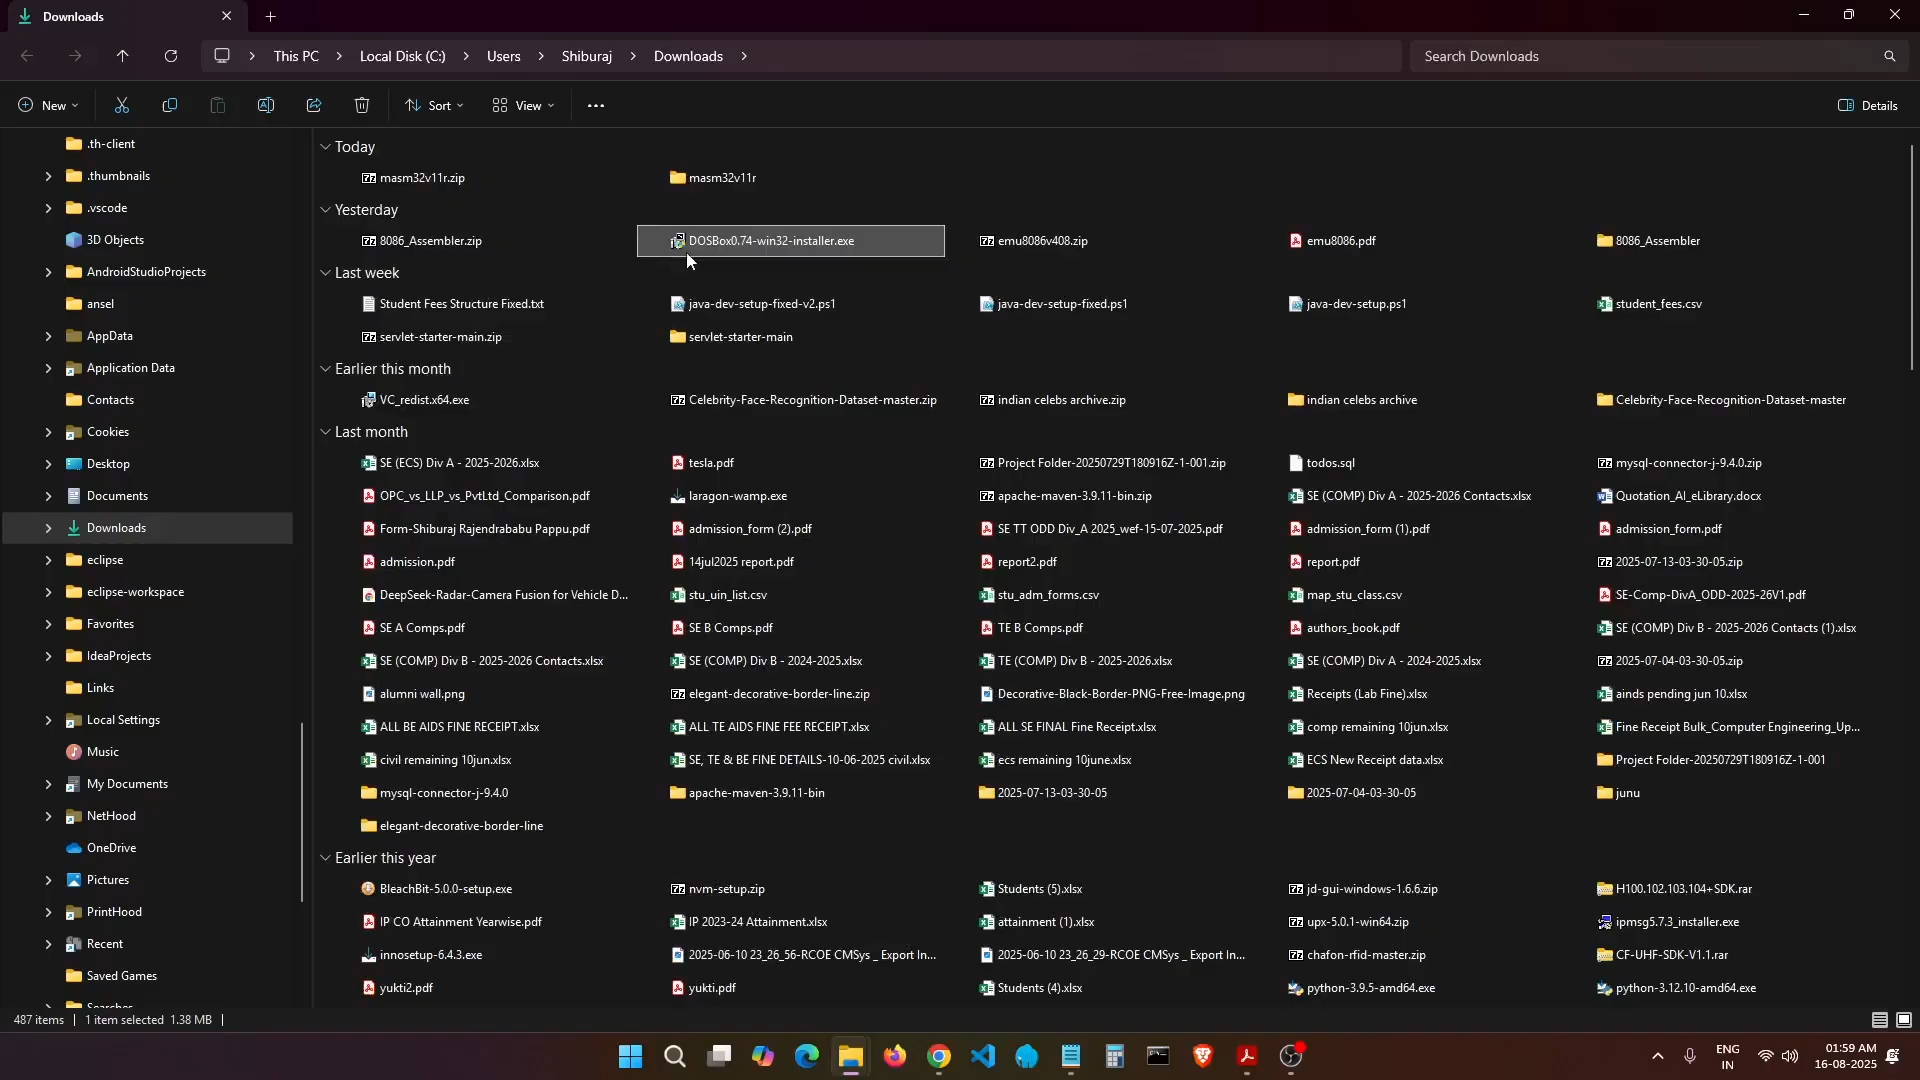 Downloads
This PC
Local Disk (C:)
Users
Shiburaj
Downloads
Search Downloads
New
Sort
View
Details
.th-client
.thumbnails
.vscode
3D Objects
AndroidStudioProjects
ansel
AppData
Application Data
Contacts
Cookies
Desktop
Documents
Downloads
eclipse
eclipse-workspace
Favorites
IdeaProjects
Links
Local Settings
Music
My Documents
NetHood
OneDrive
Pictures
PrintHood
Recent
Saved Games
Searches
Today
masm32v11r.zip masm32v11r
Yesterday
8086_Assembler.zip DOSBox0.74-win32-installer.exe emu8086v408.zip emu8086.pdf 8086_Assembler
Last week
Student Fees Structure Fixed.txt java-dev-setup-fixed-v2.ps1 java-dev-setup-fixed.ps1 java-dev-setup.ps1 student_fees.csv
servlet-starter-main.zip servlet-starter-main
Earlier this month
VC_redist.x64.exe Celebrity-Face-Recognition-Dataset-master.zip indian celebs archive.zip indian celebs archive Celebrity-Face-Recognition-Dataset-master
Last month
SE (ECS) Div A - 2025-2026.xlsx tesla.pdf Project Folder-20250729T180916Z-1-001.zip todos.sql mysql-connector-j-9.4.0.zip
OPC_vs_LLP_vs_PvtLtd_Comparison.pdf laragon-wamp.exe apache-maven-3.9.11-bin.zip SE (COMP) Div A - 2025-2026 Contacts.xlsx Quotation_AI_eLibrary.docx
Form-Shiburaj Rajendrababu Pappu.pdf admission_form (2).pdf SE TT ODD Div_A 2025_wef-15-07-2025.pdf admission_form (1).pdf admission_form.pdf
admission.pdf 14jul2025 report.pdf report2.pdf report.pdf 2025-07-13-03-30-05.zip
DeepSeek-Radar-Camera Fusion for Vehicle D... stu_uin_list.csv stu_adm_forms.csv map_stu_class.csv SE-Comp-DivA_ODD-2025-26V1.pdf
SE A Comps.pdf SE B Comps.pdf TE B Comps.pdf authors_book.pdf SE (COMP) Div B - 2025-2026 Contacts (1).xlsx
SE (COMP) Div B - 2025-2026 Contacts.xlsx SE (COMP) Div B - 2024-2025.xlsx TE (COMP) Div B - 2025-2026.xlsx SE (COMP) Div A - 2024-2025.xlsx 2025-07-04-03-30-05.zip
alumni wall.png elegant-decorative-border-line.zip Decorative-Black-Border-PNG-Free-Image.png Receipts (Lab Fine).xlsx ainds pending jun 10.xlsx
ALL BE AIDS FINE RECEIPT.xlsx ALL TE AIDS FINE FEE RECEIPT.xlsx ALL SE FINAL Fine Receipt.xlsx comp remaining 10jun.xlsx Fine Receipt Bulk_Computer Engineering_Up...
civil remaining 10jun.xlsx SE, TE & BE FINE DETAILS-10-06-2025 civil.xlsx ecs remaining 10june.xlsx ECS New Receipt data.xlsx Project Folder-20250729T180916Z-1-001
mysql-connector-j-9.4.0 apache-maven-3.9.11-bin 2025-07-13-03-30-05 2025-07-04-03-30-05 junu
elegant-decorative-border-line
Earlier this year
BleachBit-5.0.0-setup.exe nvm-setup.zip Students (5).xlsx jd-gui-windows-1.6.6.zip H100.102.103.104+SDK.rar
IP CO Attainment Yearwise.pdf IP 2023-24 Attainment.xlsx attainment (1).xlsx upx-5.0.1-win64.zip ipmsg5.7.3_installer.exe
innosetup-6.4.3.exe 2025-06-10 23_26_56-RCOE CMSys _ Export In... 2025-06-10 23_26_29-RCOE CMSys _ Export In... chafon-rfid-master.zip CF-UHF-SDK-V1.1.rar
yukti2.pdf yukti.pdf Students (4).xlsx python-3.9.5-amd64.exe python-3.12.10-amd64.exe
487 items 1 item selected 1.38 MB
ENG
IN
01:59 AM
16-08-2025